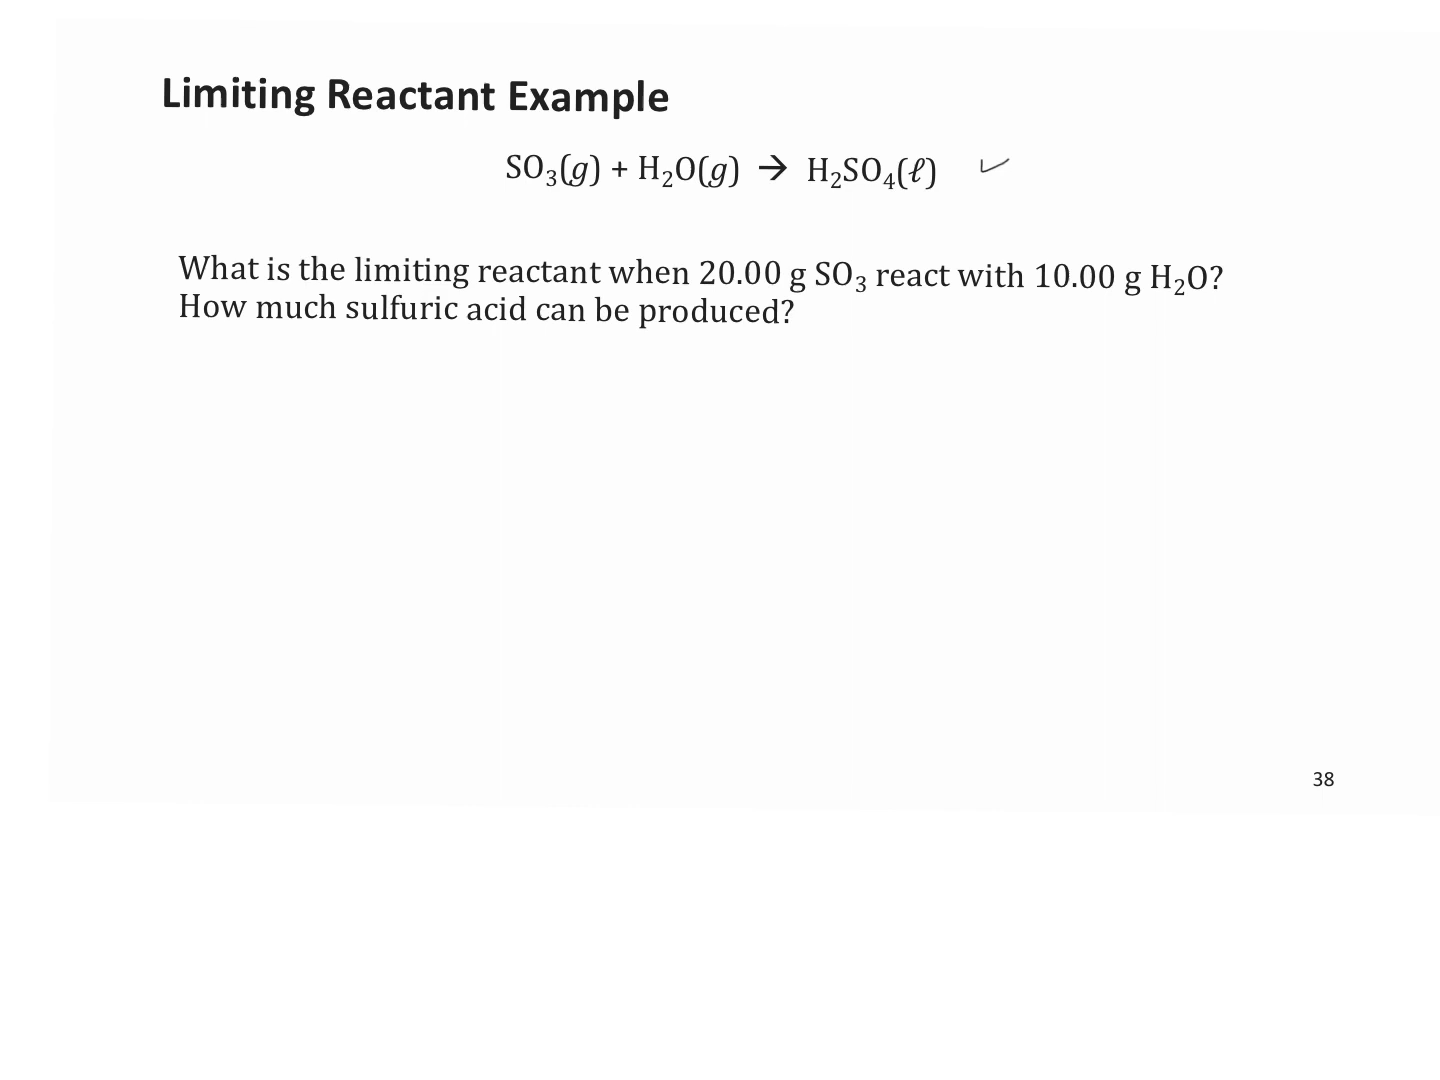 Limiting Reactant Example
SO₃(g) + H₂O(g) → H₂SO₄(ℓ) ✓
What is the limiting reactant when 20.00 g SO₃ react with 10.00 g H₂O?
How much sulfuric acid can be produced?
38